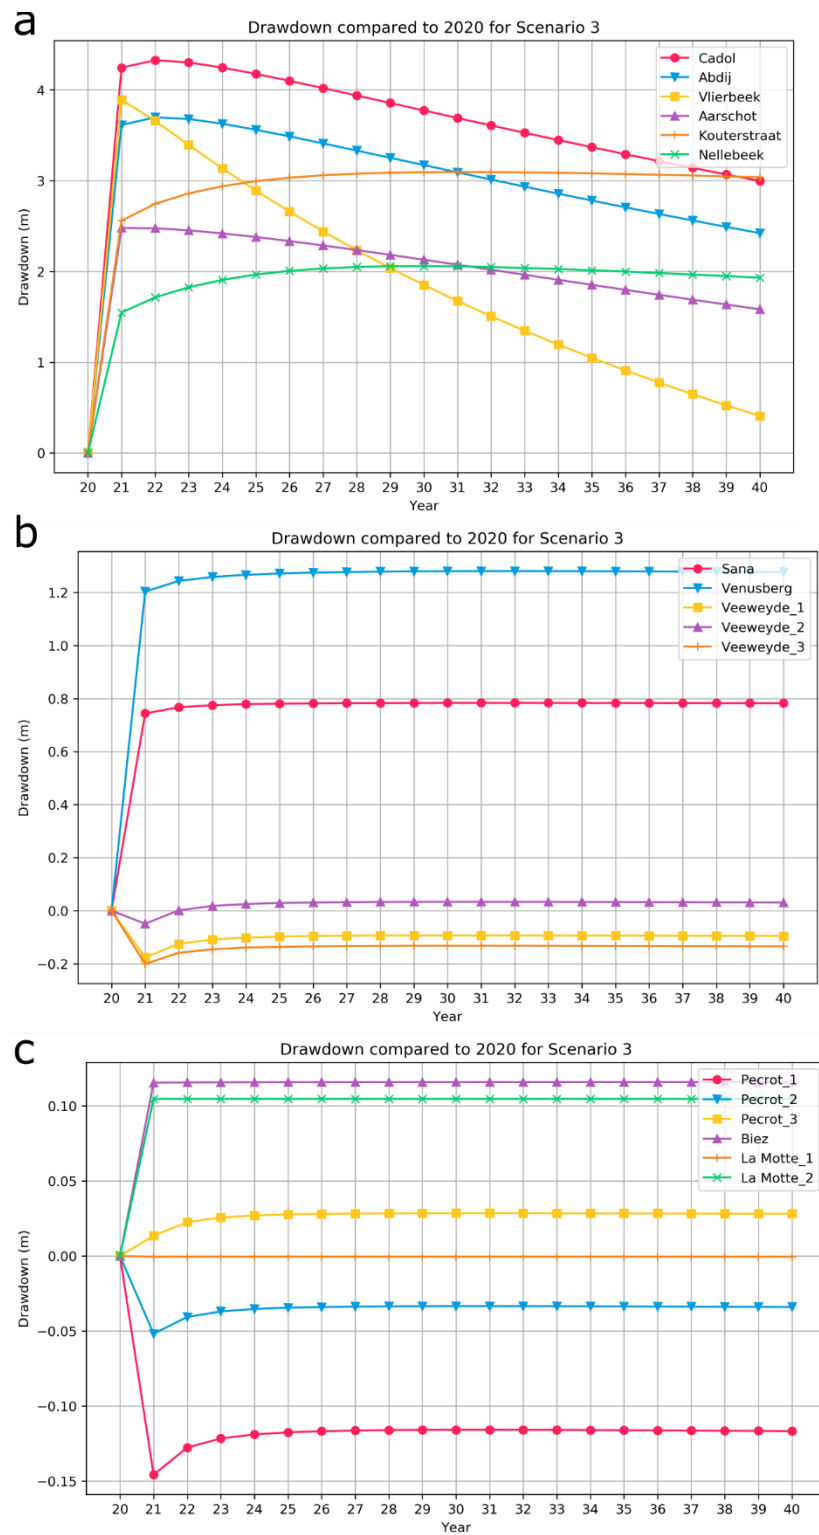 a
Drawdown compared to 2020 for Scenario 3
Cadol
Abdij
Vlierbeek
Aarschot
Kouterstraat
Nellebeek
Drawdown (m)
4
3
2
1
0
20 21 22 23 24 25 26 27 28 29 30 31 32 33 34 35 36 37 38 39 40
Year
b
Drawdown compared to 2020 for Scenario 3
Sana
Venusberg
Veeweyde_1
Veeweyde_2
Veeweyde_3
Drawdown (m)
1.2
1.0
0.8
0.6
0.4
0.2
0.0
−0.2
20 21 22 23 24 25 26 27 28 29 30 31 32 33 34 35 36 37 38 39 40
Year
c
Drawdown compared to 2020 for Scenario 3
Pecrot_1
Pecrot_2
Pecrot_3
Biez
La Motte_1
La Motte_2
Drawdown (m)
0.10
0.05
0.00
−0.05
−0.10
−0.15
20 21 22 23 24 25 26 27 28 29 30 31 32 33 34 35 36 37 38 39 40
Year